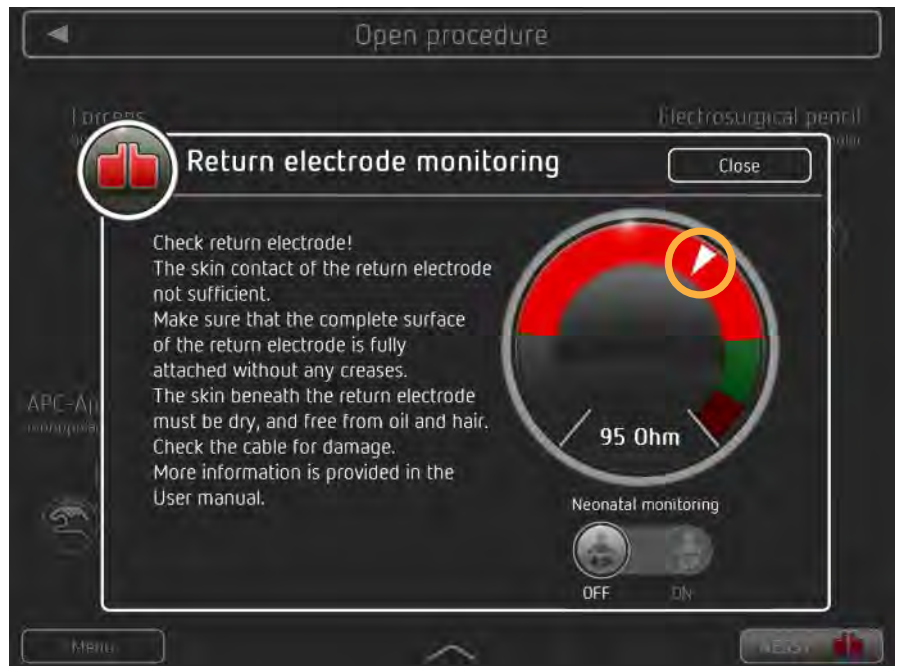 Open procedure
Electrosurgical pencil
Return electrode monitoring
Close
Check return electrode!
The skin contact of the return electrode
not sufficient.
Make sure that the complete surface
of the return electrode is fully
attached without any creases.
The skin beneath the return electrode
must be dry, and free from oil and hair.
Check the cable for damage.
More information is provided in the
User manual.
95 Ohm
Neonatal monitoring
OFF ON
Menu
NESSY